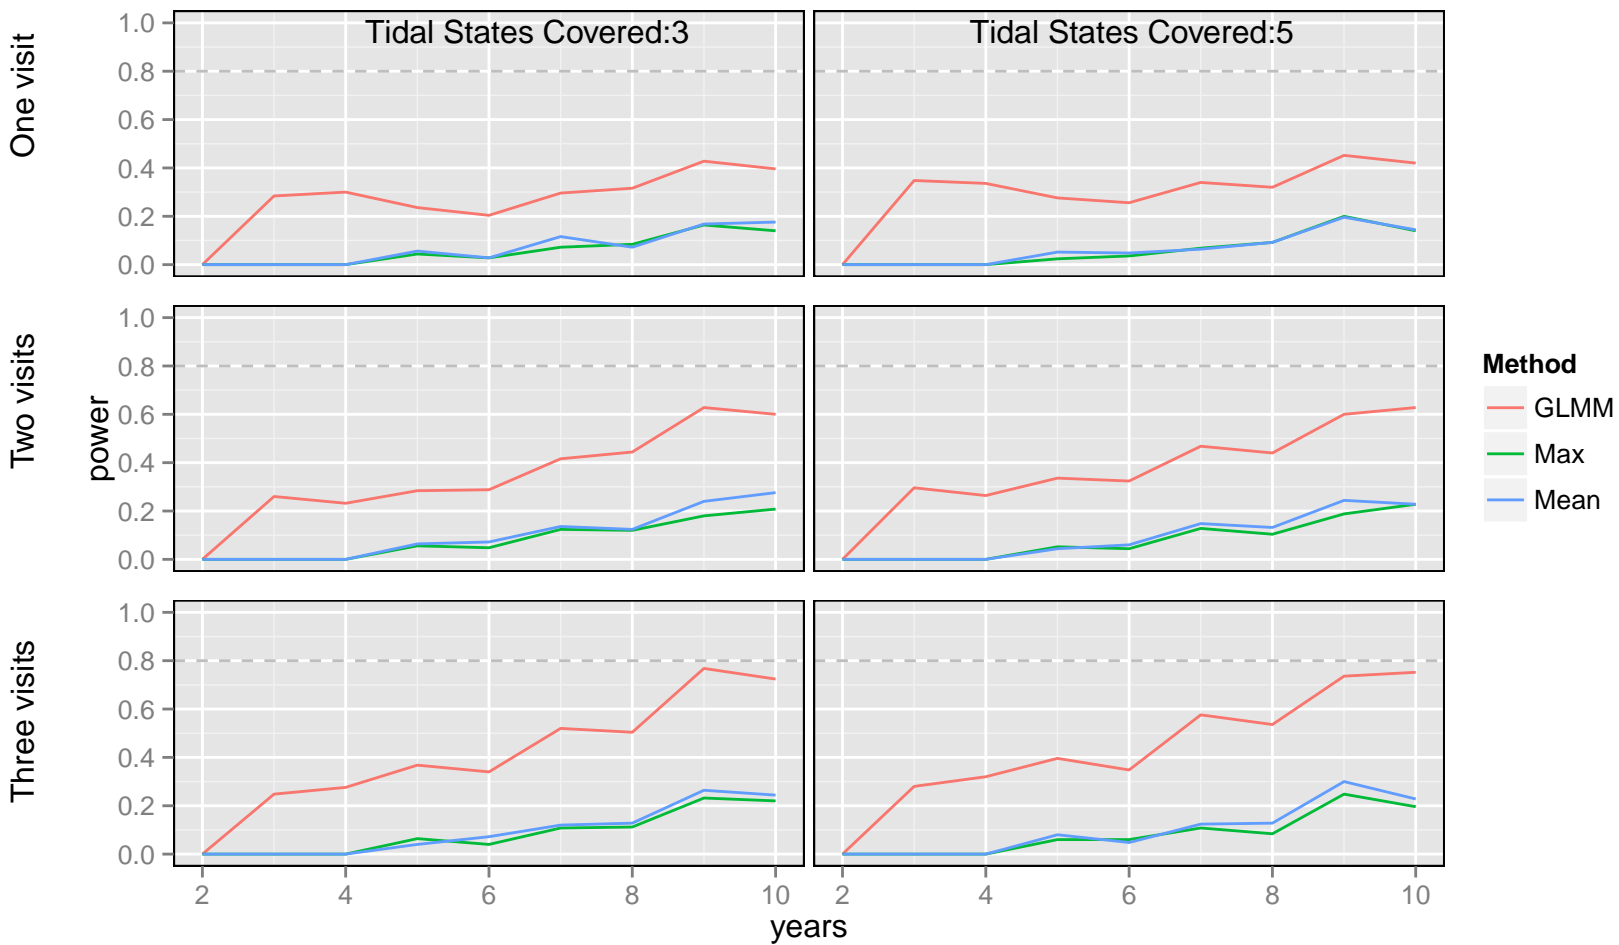 Tidal States Covered:3
Tidal States Covered:5
One visit
1.0
0.8
0.6
0.4
0.2
0.0
Two visits
power
1.0
0.8
0.6
0.4
0.2
0.0
Three visits
1.0
0.8
0.6
0.4
0.2
0.0
2 4 6 8 10
2 4 6 8 10
years
Method
GLMM
Max
Mean